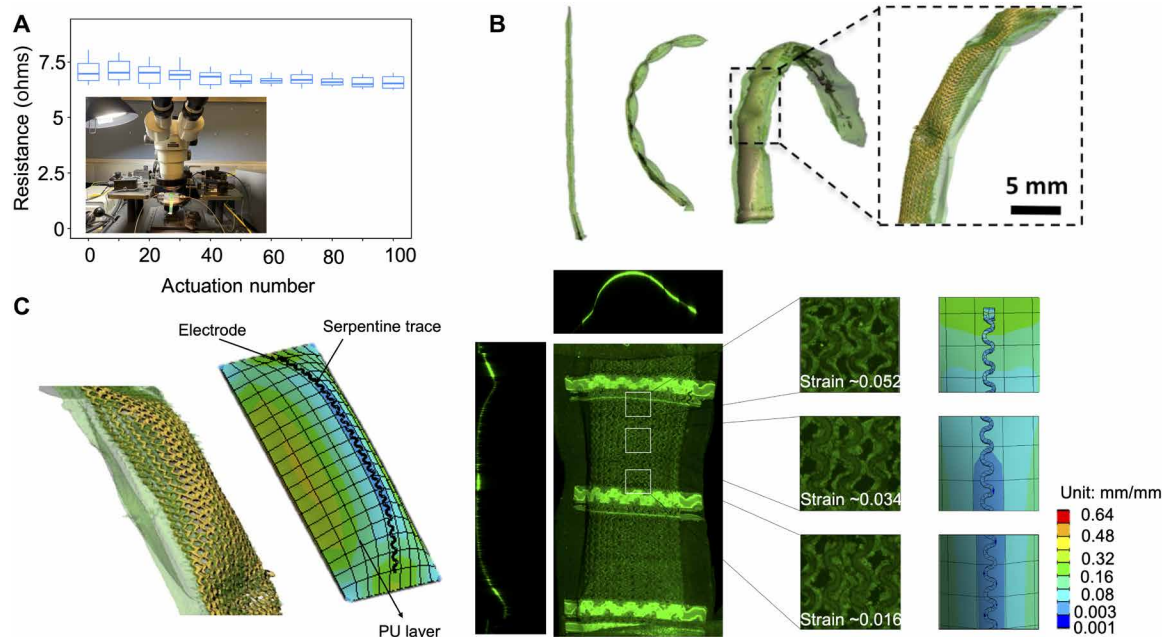 A
B
Resistance (ohms)
7.5
5
2.5
0
0
20
40
60
80
100
Actuation number
5 mm
C
Electrode
Serpentine trace
PU layer
Strain ~0.052
Strain ~0.034
Strain ~0.016
Unit: mm/mm
0.64
0.48
0.32
0.16
0.08
0.003
0.001